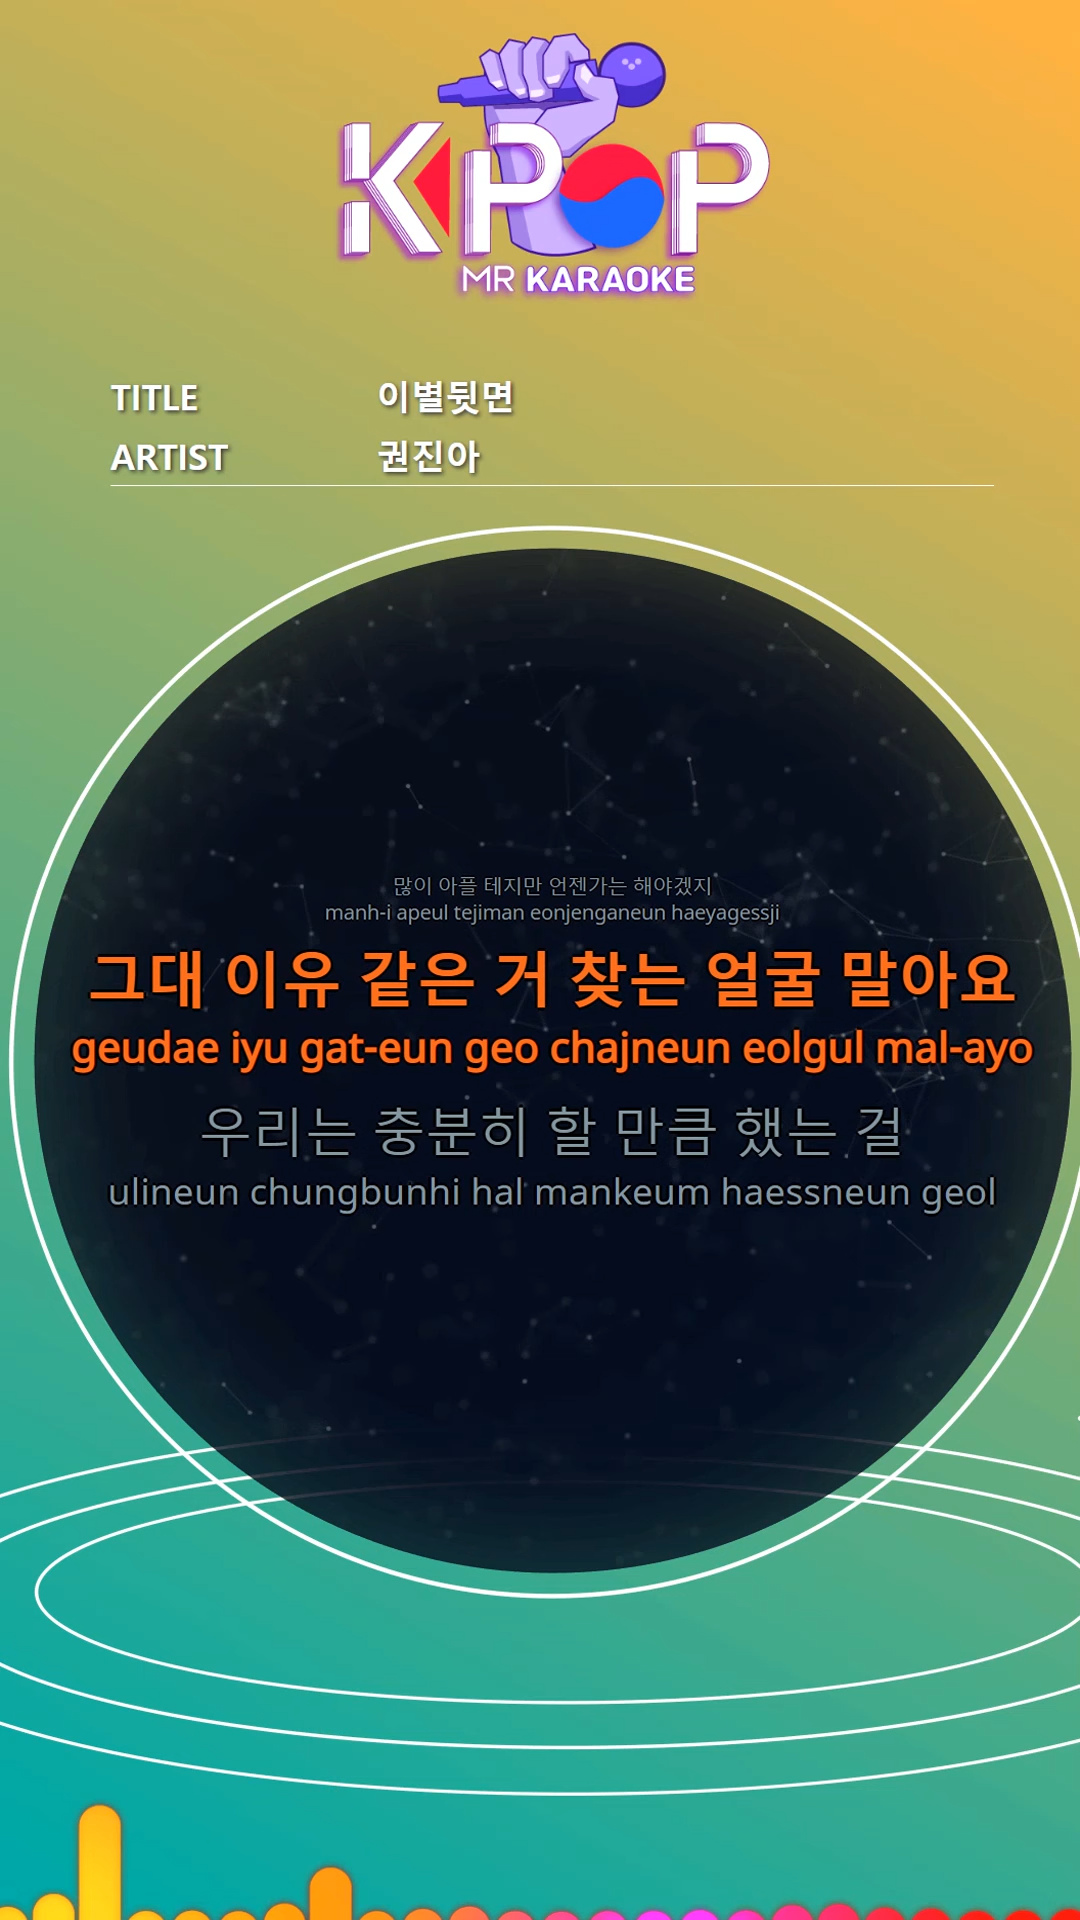 KPOP
MR KARAOKE
TITLE 이별뒷면
ARTIST 권진아
많이 아플 테지만 언젠가는 해야겠지
manh-i apeul tejiman eonjenganeun haeyagessji
그대 이유 같은 거 찾는 얼굴 말아요
geudae iyu gat-eun geo chajneun eolgul mal-ayo
우리는 충분히 할 만큼 했는 걸
ulineun chungbunhi hal mankeum haessneun geol